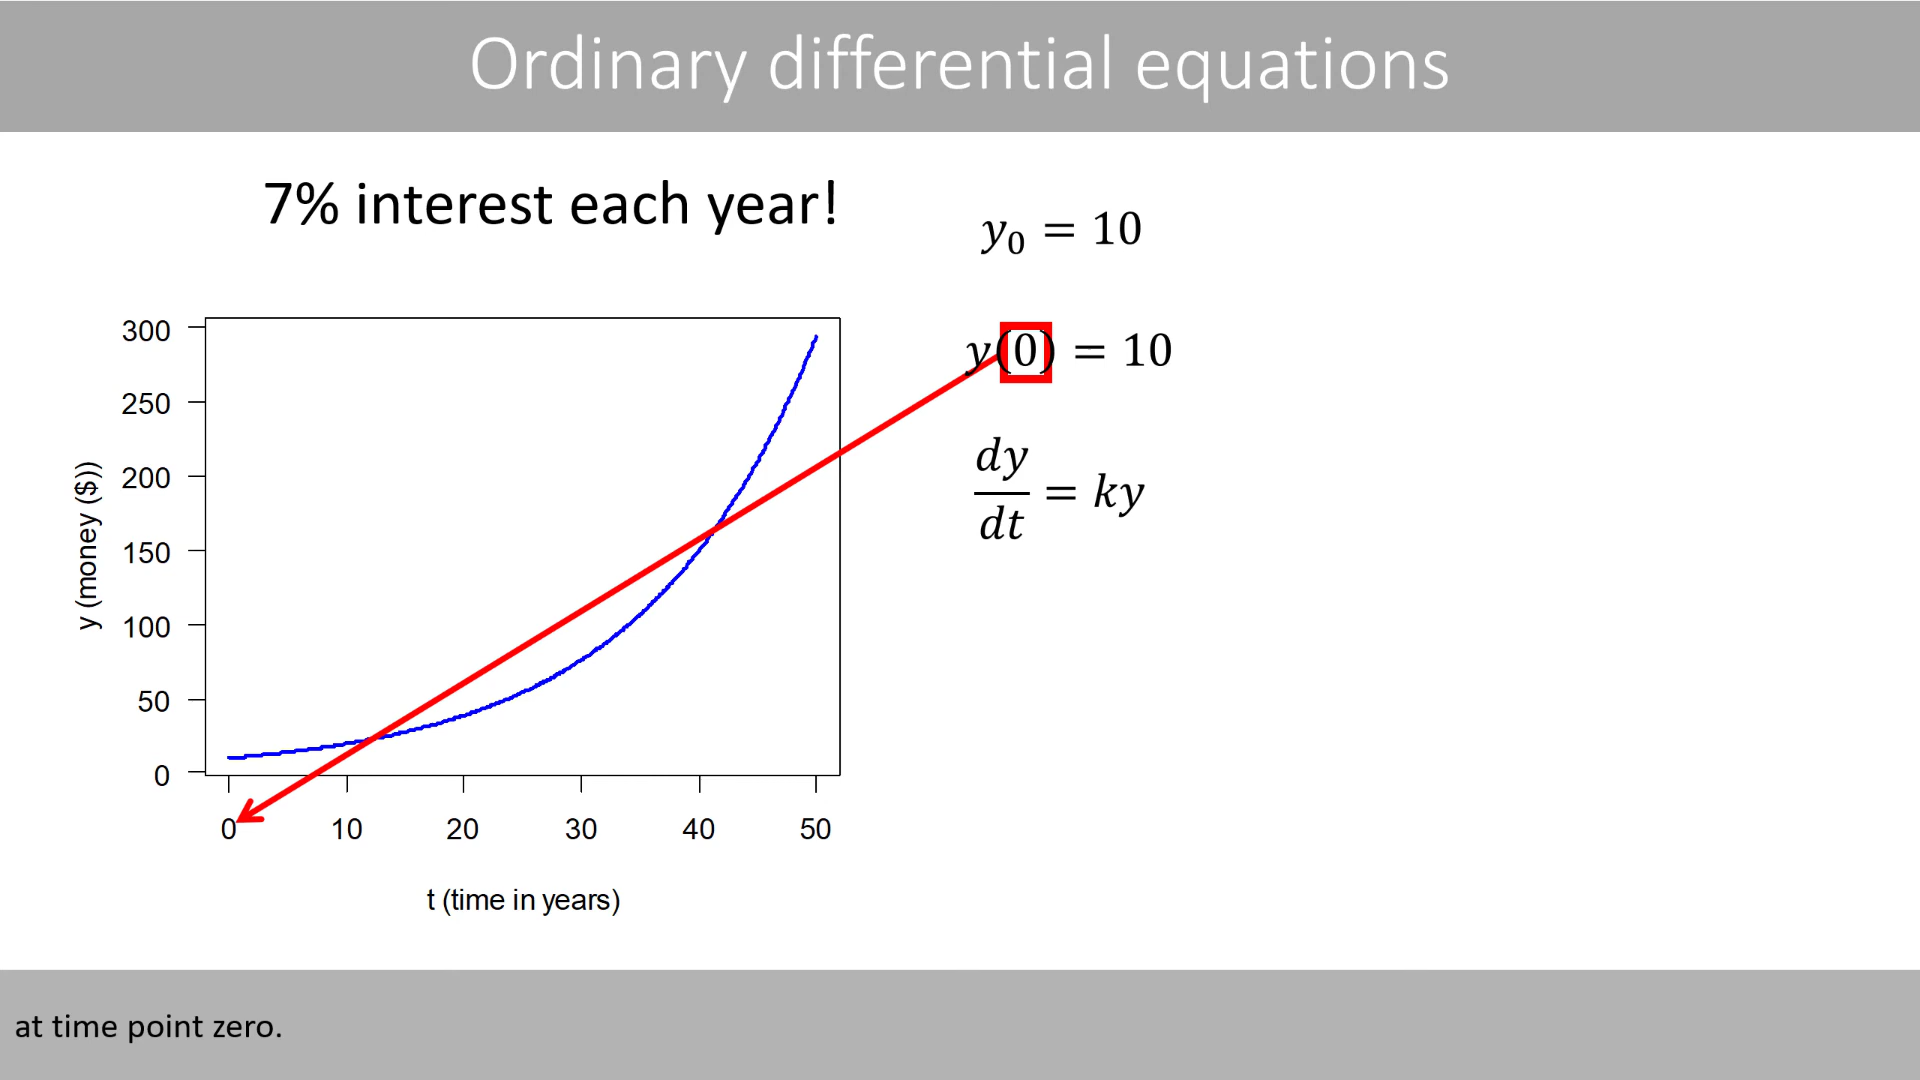 Ordinary differential equations
7% interest each year!
y₀ = 10
y(0) = 10
dy/dt = ky
300
250
200
150
100
50
0
y (money ($))
0 10 20 30 40 50
t (time in years)
at time point zero.